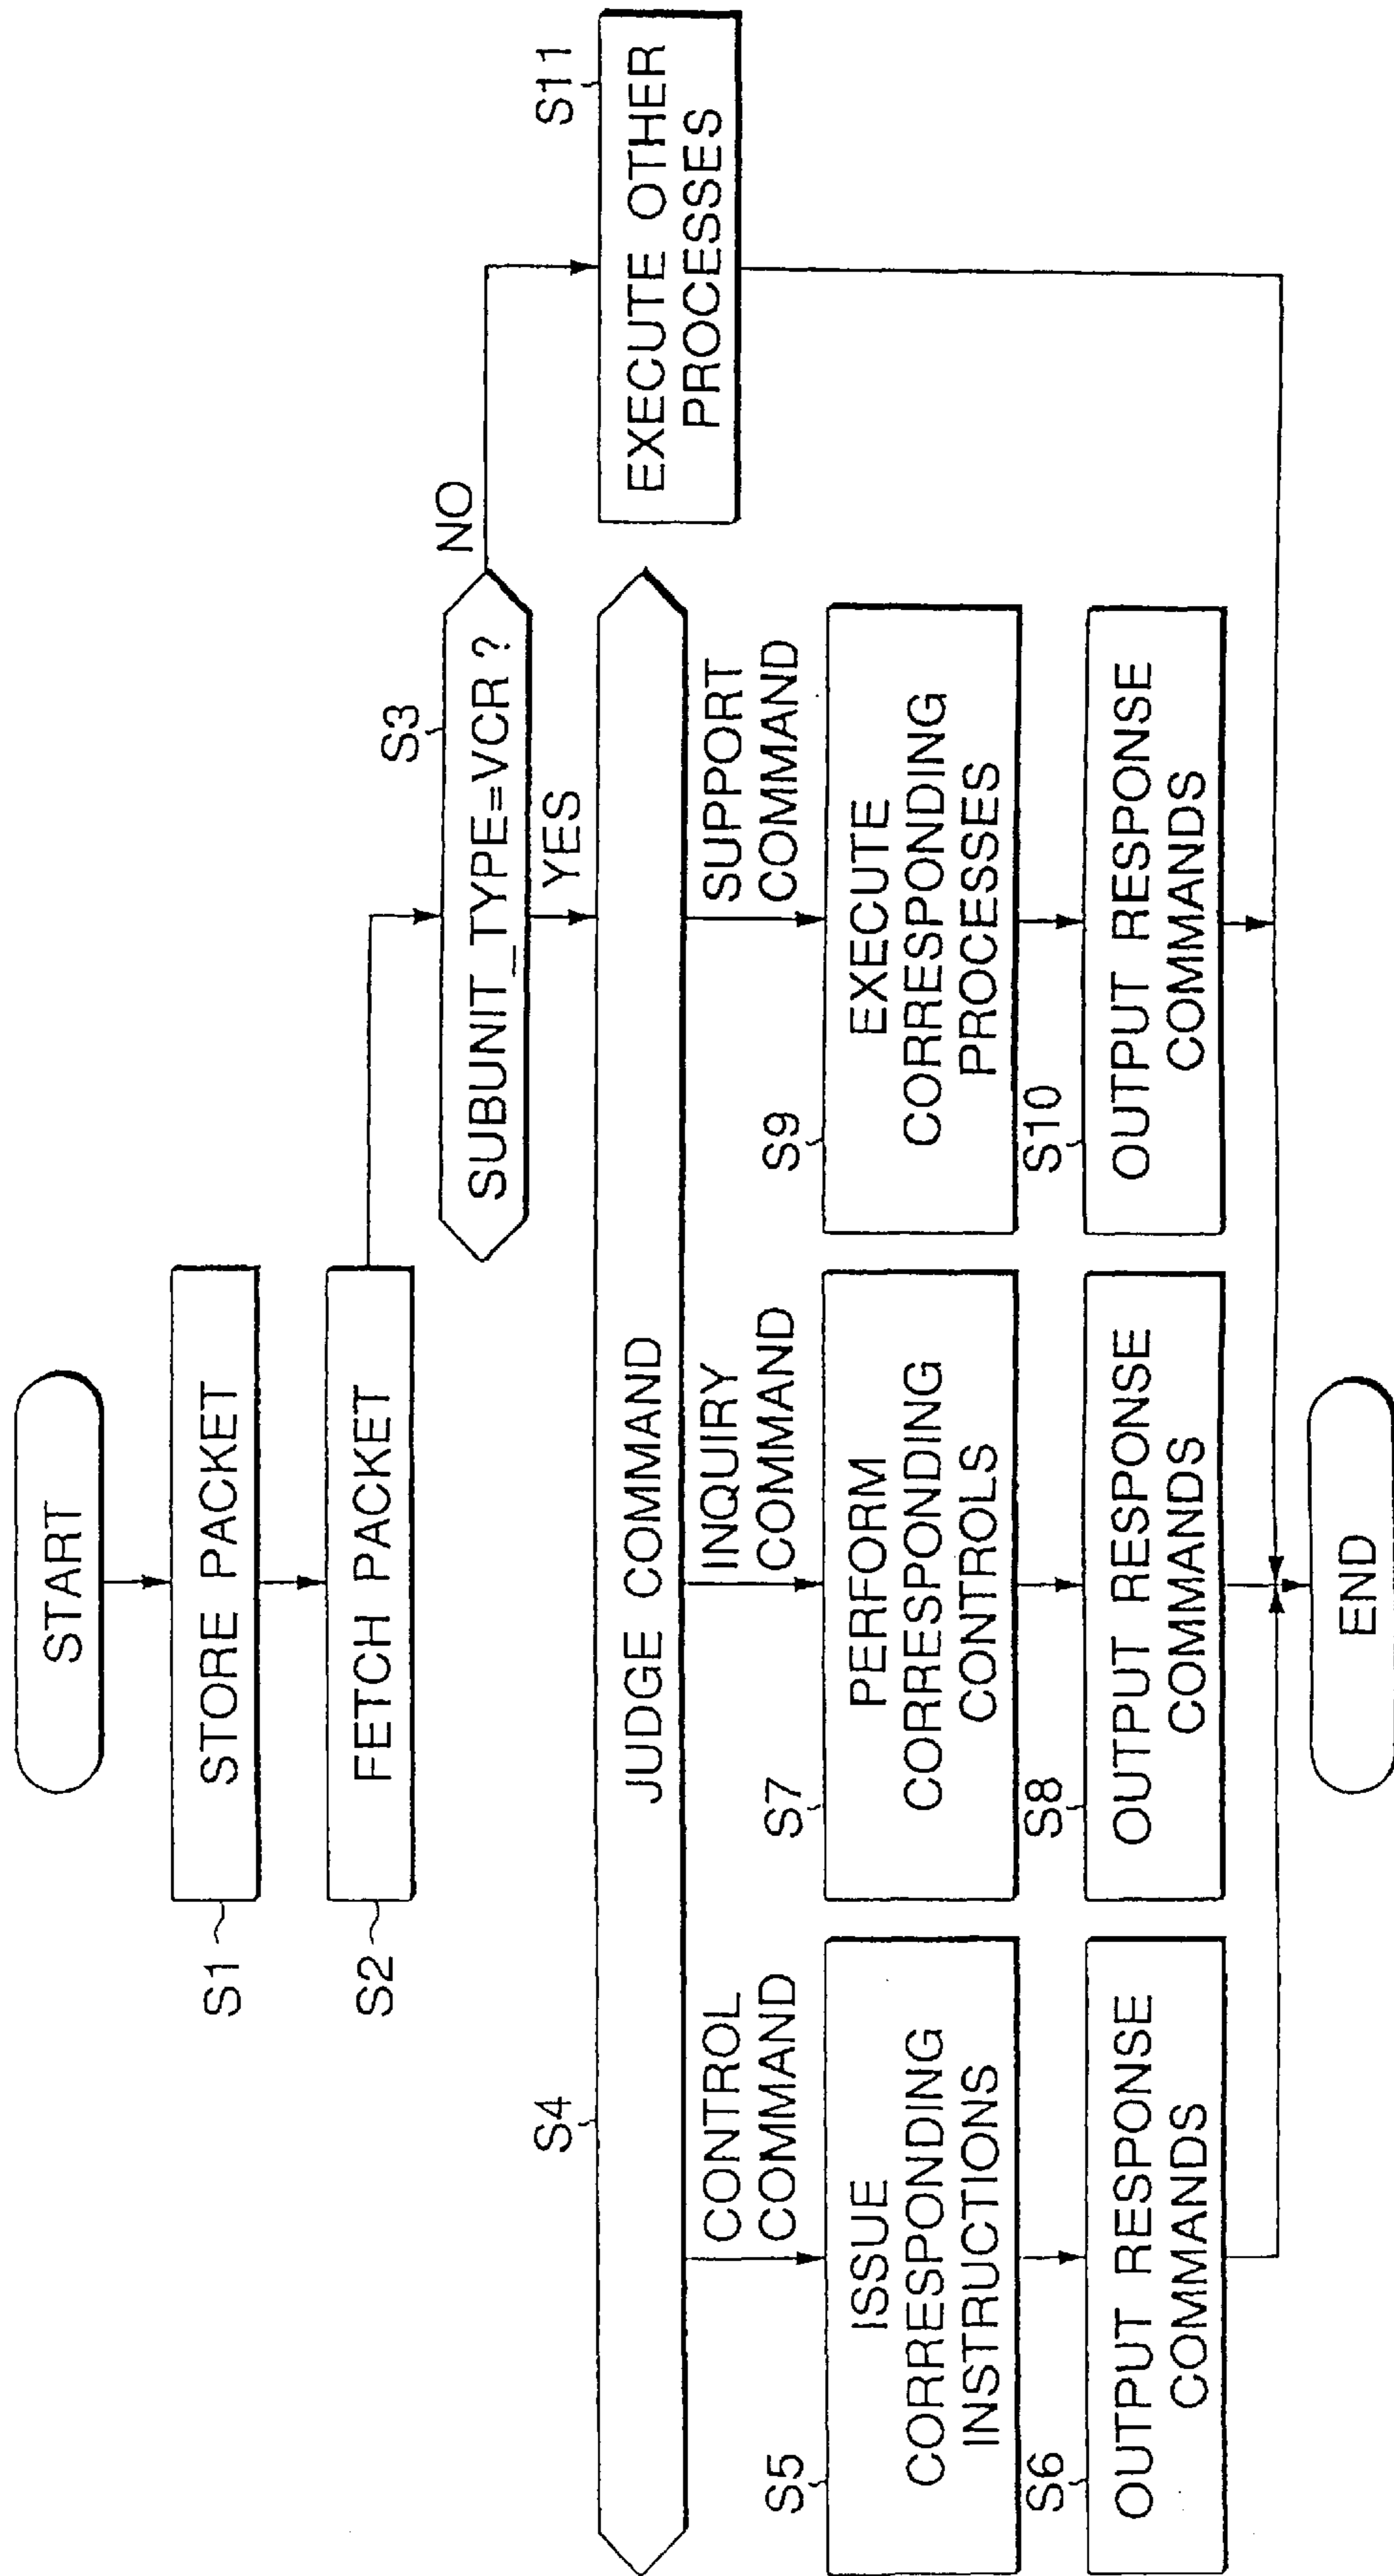 START
S1
STORE PACKET
S2
FETCH PACKET
S3
SUBUNIT_TYPE=VCR ?
NO
YES
S4
JUDGE COMMAND
S11
EXECUTE OTHER
PROCESSES
CONTROL
COMMAND
INQUIRY
COMMAND
SUPPORT
COMMAND
S5
ISSUE
CORRESPONDING
INSTRUCTIONS
S7
PERFORM
CORRESPONDING
CONTROLS
S9
EXECUTE
CORRESPONDING
PROCESSES
S6
OUTPUT RESPONSE
COMMANDS
S8
OUTPUT RESPONSE
COMMANDS
S10
OUTPUT RESPONSE
COMMANDS
END